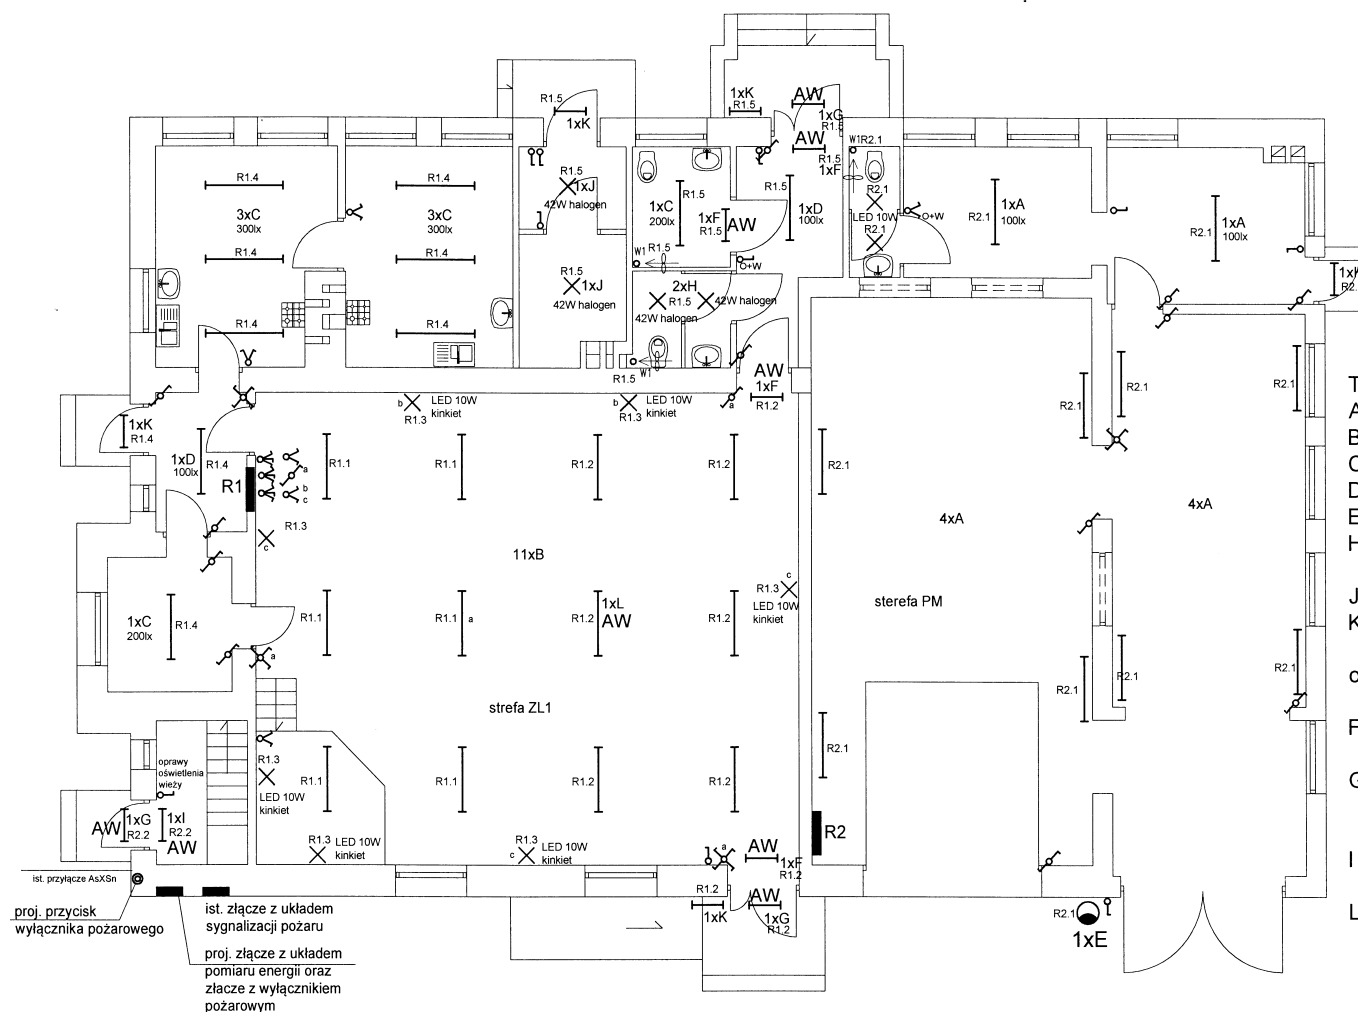 R1.5
1xK
1xK
R1.5
AW
1xG
R1.5
AW
R1.5
1xF
W1
R2.1
R1.4
R1.4
3xC
300lx
3xC
300lx
R1.4
R1.4
R1.4
R1.4
R1.5
1xJ
42W halogen
R1.5
1xJ
42W halogen
1xC
200lx
R1.5
1xF
R1.5
AW
R1.5
1xD
100lx
W1
R1.5
O+W
2xH
R1.5
42W halogen
42W halogen
R1.5
W1
R2.1
LED 10W
R2.1
O+W
R2.1
1xA
100lx
R2.1
1xA
100lx
1xK
R2.
AW
1xF
R1.2
b
LED 10W
kinkiet
R1.3
b
LED 10W
kinkiet
R1.3
a
1xK
R1.4
1xD
100lx
R1.4
R1
a
b
c
R1.3
c
R1.1
R1.1
R1.2
R1.2
R2.1
R2.1
R2.1
R2.1
4xA
4xA
11xB
c
R1.3
LED 10W
kinkiet
sterefa PM
1xC
200lx
R1.4
R1.1
R1.1
a
R1.2
1xL
AW
R1.2
a
R2.1
R2.1
R2.1
strefa ZL1
R1.3
LED 10W
kinkiet
R1.1
R1.1
R1.2
R1.2
R2.1
oprawy
oświetlenia
wieży
AW
1xG
R2.2
1xI
R2.2
AW
R1.3
LED 10W
kinkiet
c
R1.3
LED 10W
kinkiet
a
AW
1xF
R1.2
R2
R1.2
1xK
AW
1xG
R1.2
R2.1
1xE
ist. przyłącze AsXSn
proj. przycisk
wyłącznika pożarowego
ist. złącze z układem
sygnalizacji pożaru
proj. złącze z układem
pomiaru energii oraz
złacze z wyłącznikiem
pożarowym
T
A
B
C
D
E
H
J
K
F
G
I
L